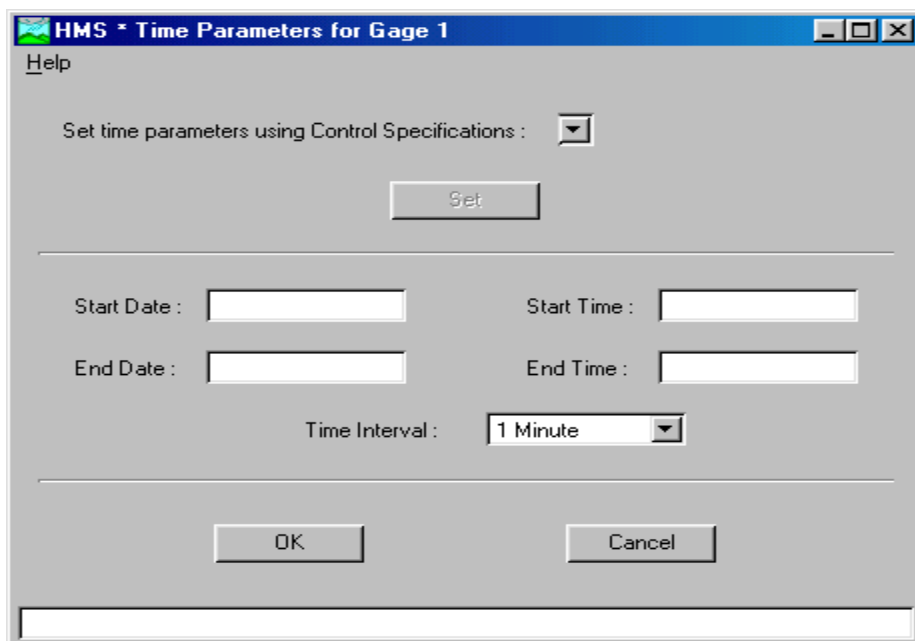 HMS * Time Parameters for Gage 1
Help
Set time parameters using Control Specifications :
Set
Start Date :
Start Time :
End Date :
End Time :
Time Interval :
1 Minute
OK
Cancel